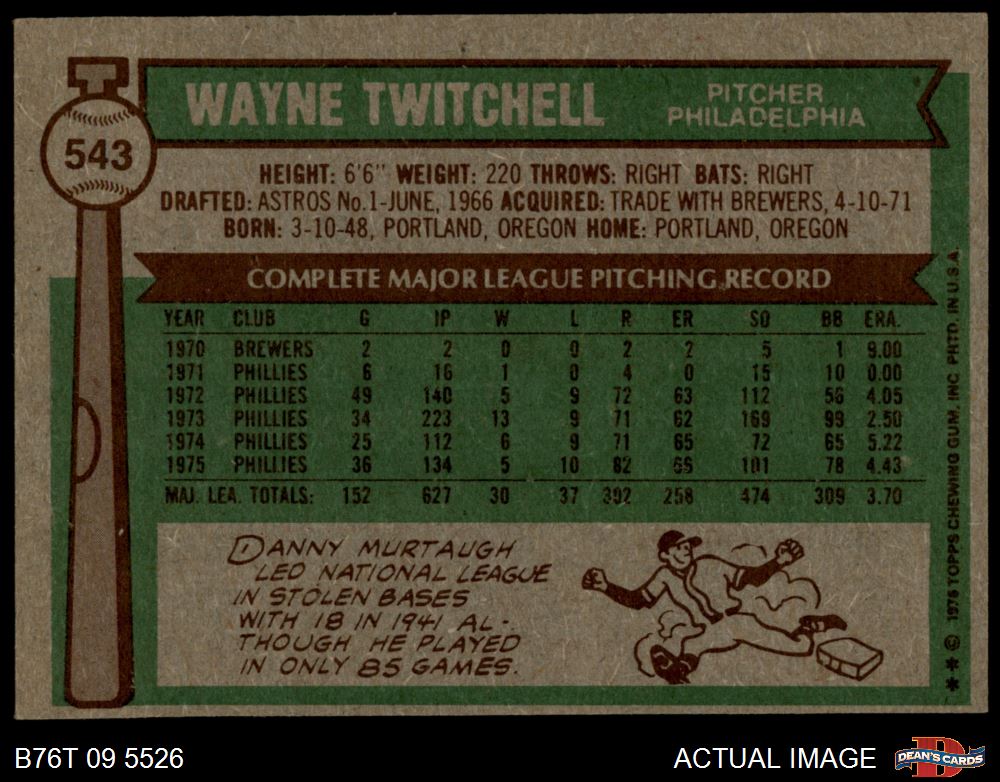 WAYNE TWITCHELL
PITCHER
PHILADELPHIA
543
HEIGHT: 6'6" WEIGHT: 220 THROWS: RIGHT BATS: RIGHT
DRAFTED: ASTROS No.1-JUNE, 1966 ACQUIRED: TRADE WITH BREWERS, 4-10-71
BORN: 3-10-48, PORTLAND, OREGON HOME: PORTLAND, OREGON
COMPLETE MAJOR LEAGUE PITCHING RECORD
YEAR CLUB G IP W L R ER SO BB ERA.
1970 BREWERS 2 2 0 0 2 2 5 1 9.00
1971 PHILLIES 6 16 1 0 4 0 15 10 0.00
1972 PHILLIES 49 140 5 9 72 63 112 56 4.05
1973 PHILLIES 34 223 13 9 71 62 169 99 2.50
1974 PHILLIES 25 112 6 9 71 65 72 65 5.22
1975 PHILLIES 36 134 5 10 82 66 101 78 4.43
MAJ. LEA. TOTALS: 152 627 30 37 302 258 474 309 3.70
DANNY MURTAUGH
LED NATIONAL LEAGUE
IN STOLEN BASES
WITH 18 IN 1941 AL-
THOUGH HE PLAYED
IN ONLY 85 GAMES.
* * © 1976 TOPPS CHEWING GUM, INC. PRTD. IN U.S.A.
B76T 09 5526
ACTUAL IMAGE
D
DEAN'S CARDS